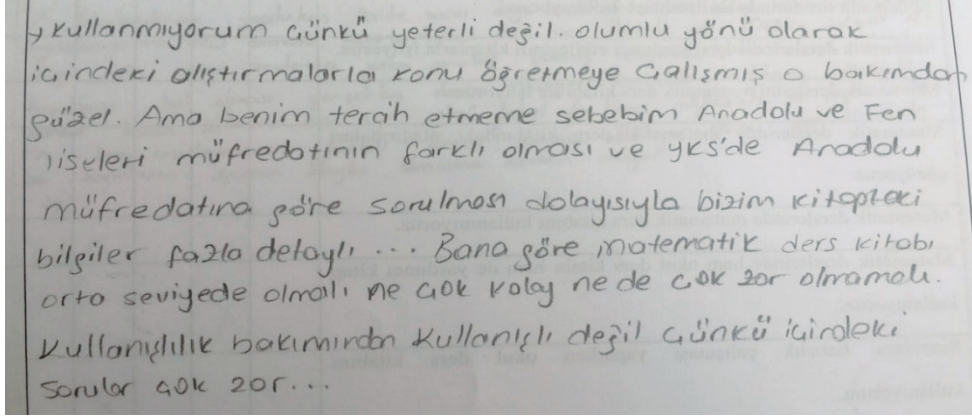 → Kullanmıyorum Çünkü yeterli değil. olumlu yönü olarak
içindeki alıştırmalarla konu öğretmeye çalışmış o bakımdan
güzel. Ama benim tercih etmeme sebebim Anadolu ve Fen
liseleri müfredatının farklı olması ve yks'de Anadolu
müfredatına göre sorulması dolayısıyla bizim kitaptaki
bilgiler fazla detaylı ... Bana göre matematik ders kitabı
orta seviyede olmalı ne çok kolay ne de çok zor olmamalı.
Kullanışlılık bakımından kullanışlı değil çünkü içindeki
sorular çok zor...